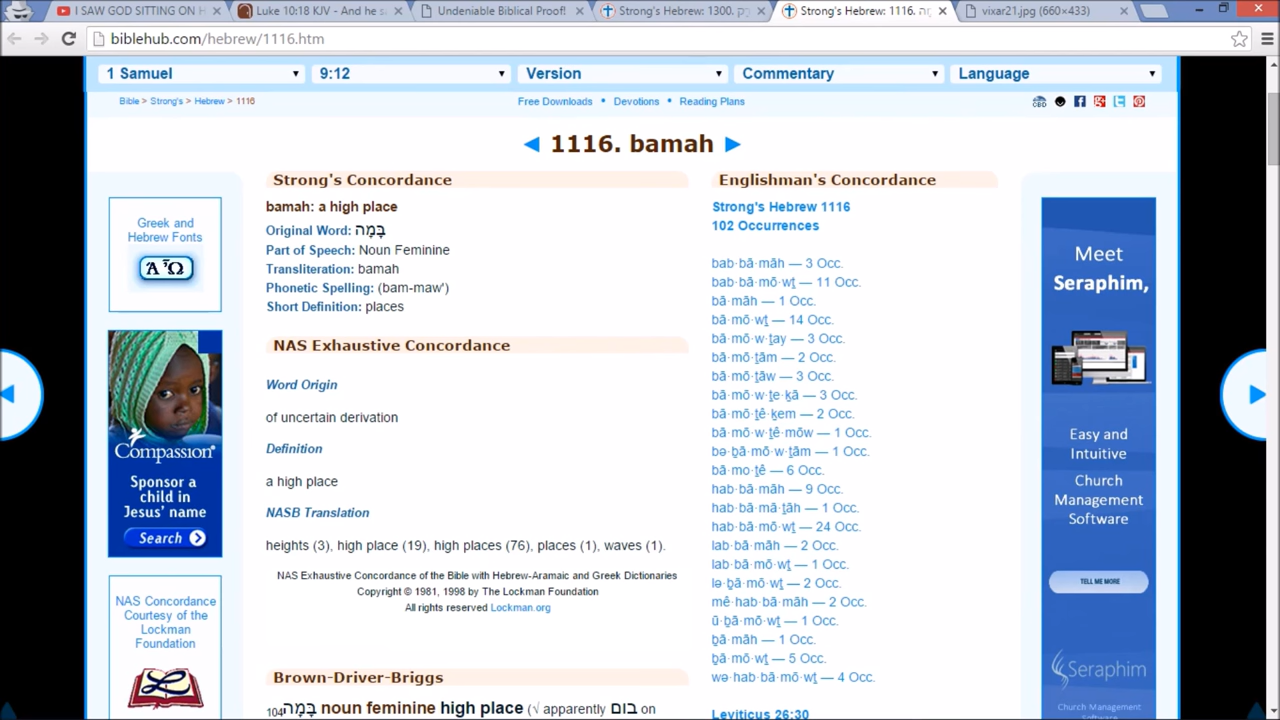 I SAW GOD SITTING ON H
Luke 10:18 KJV - And he s
Undeniable Biblical Proof!
Strong's Hebrew: 1300.
Strong's Hebrew: 1116.
vixar21.jpg (660×433)
biblehub.com/hebrew/1116.htm
1 Samuel
9:12
Version
Commentary
Language
Bible > Strong's > Hebrew > 1116
Free Downloads • Devotions • Reading Plans
CBD
1116. bamah
Strong's Concordance
bamah: a high place
Original Word: בָּמָה
Part of Speech: Noun Feminine
Transliteration: bamah
Phonetic Spelling: (bam-maw')
Short Definition: places
NAS Exhaustive Concordance
Word Origin
of uncertain derivation
Definition
a high place
NASB Translation
heights (3), high place (19), high places (76), places (1), waves (1).
NAS Exhaustive Concordance of the Bible with Hebrew-Aramaic and Greek Dictionaries
Copyright © 1981, 1998 by The Lockman Foundation
All rights reserved Lockman.org
Brown-Driver-Briggs
104בָּמָה noun feminine high place (√ apparently בום on
Englishman's Concordance
Strong's Hebrew 1116
102 Occurrences
bab·bā·māh — 3 Occ.
bab·bā·mō·wṯ — 11 Occ.
bā·māh — 1 Occ.
bā·mō·wṯ — 14 Occ.
bā·mō·w·ṯay — 3 Occ.
bā·mō·ṯām — 2 Occ.
bā·mō·ṯāw — 3 Occ.
bā·mō·w·ṯe·ḵā — 3 Occ.
bā·mō·ṯê·ḵem — 2 Occ.
bā·mō·w·ṯê·mōw — 1 Occ.
bə·ḇā·mō·w·ṯām — 1 Occ.
bā·mo·ṯê — 6 Occ.
hab·bā·māh — 9 Occ.
hab·bā·mā·ṯāh — 1 Occ.
hab·bā·mō·wṯ — 24 Occ.
lab·bā·māh — 2 Occ.
lab·bā·mō·wṯ — 1 Occ.
lə·ḇā·mō·wṯ — 2 Occ.
mê·hab·bā·māh — 2 Occ.
ū·ḇā·mō·wṯ — 1 Occ.
ḇā·māh — 1 Occ.
ḇā·mō·wṯ — 5 Occ.
wə·hab·bā·mō·wṯ — 4 Occ.
Leviticus 26:30
Greek and
Hebrew Fonts
Compassion
Sponsor a
child in
Jesus' name
Search
NAS Concordance
Courtesy of the
Lockman
Foundation
Meet
Seraphim,
Easy and
Intuitive
Church
Management
Software
TELL ME MORE
Seraphim
Church Management
Software